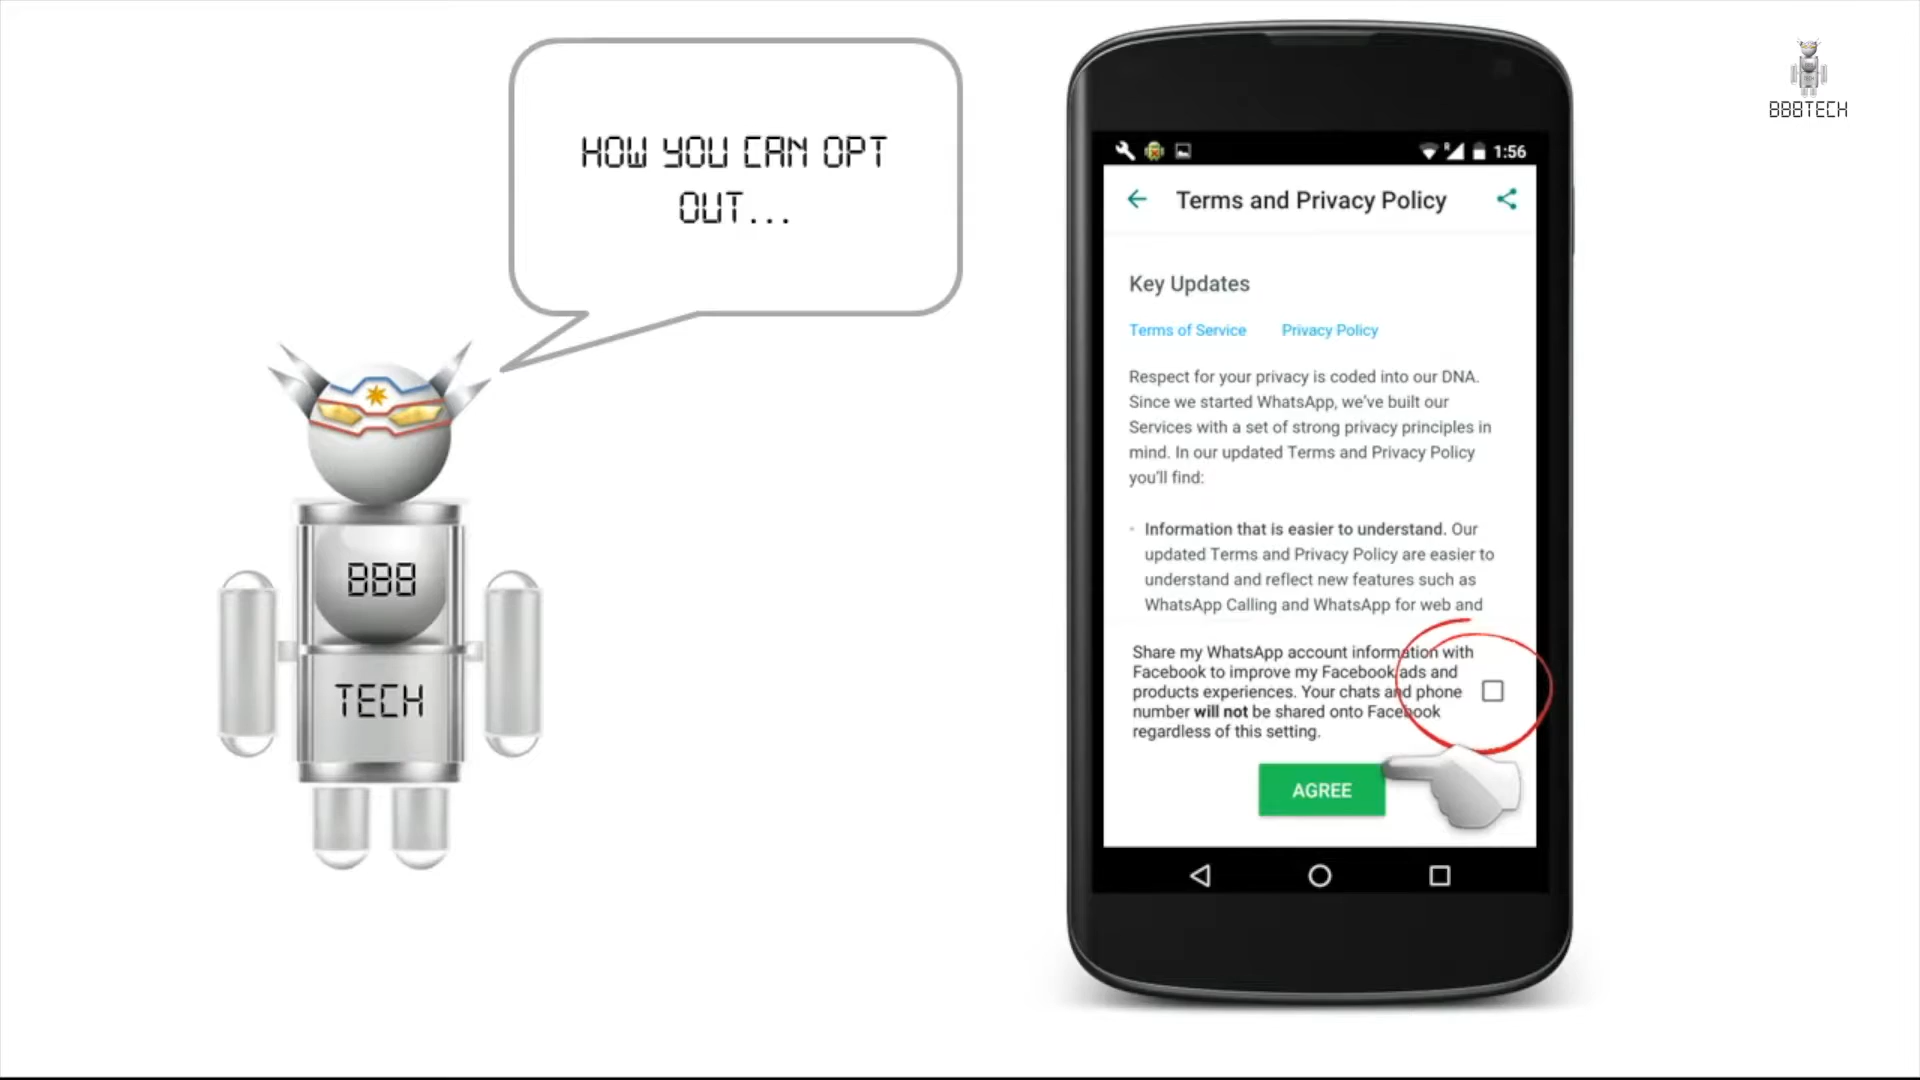 HOW YOU CAN OPT
OUT...
888
TECH
888TECH
1:56
Terms and Privacy Policy
Key Updates
Terms of Service Privacy Policy
Respect for your privacy is coded into our DNA.
Since we started WhatsApp, we've built our
Services with a set of strong privacy principles in
mind. In our updated Terms and Privacy Policy
you'll find:
• Information that is easier to understand. Our
updated Terms and Privacy Policy are easier to
understand and reflect new features such as
WhatsApp Calling and WhatsApp for web and
Share my WhatsApp account information with
Facebook to improve my Facebook ads and
products experiences. Your chats and phone
number will not be shared onto Facebook
regardless of this setting.
AGREE